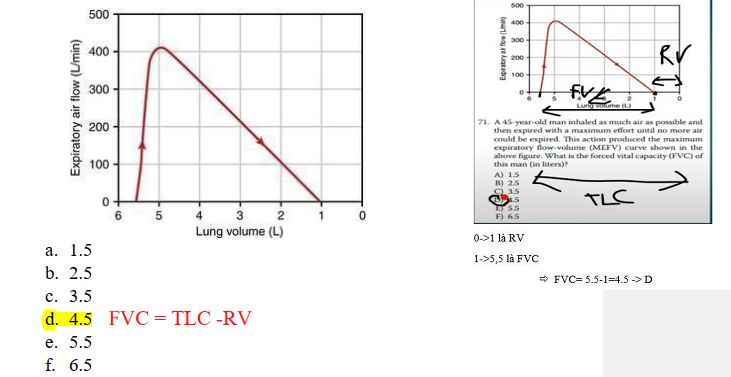 500
400
300
200
100
0
Expiratory air flow (L/min)
6 5 4 3 2 1 0
Lung volume (L)
a. 1.5
b. 2.5
c. 3.5
d. 4.5 FVC = TLC -RV
e. 5.5
f. 6.5
500
400
300
200
100
0
Expiratory air flow (L/min)
RV
FVC
6 5 2 1 0
Lung volume (L)
71. A 45-year-old man inhaled as much air as possible and
then expired with a maximum effort until no more air
could be expired. This action produced the maximum
expiratory flow-volume (MEFV) curve shown in the
above figure. What is the forced vital capacity (FVC) of
this man (in liters)?
A) 1.5
B) 2.5
C) 3.5
4.5
E) 5.5
F) 6.5
TLC
0->1 là RV
1->5,5 là FVC
⇒ FVC= 5.5-1=4.5 -> D